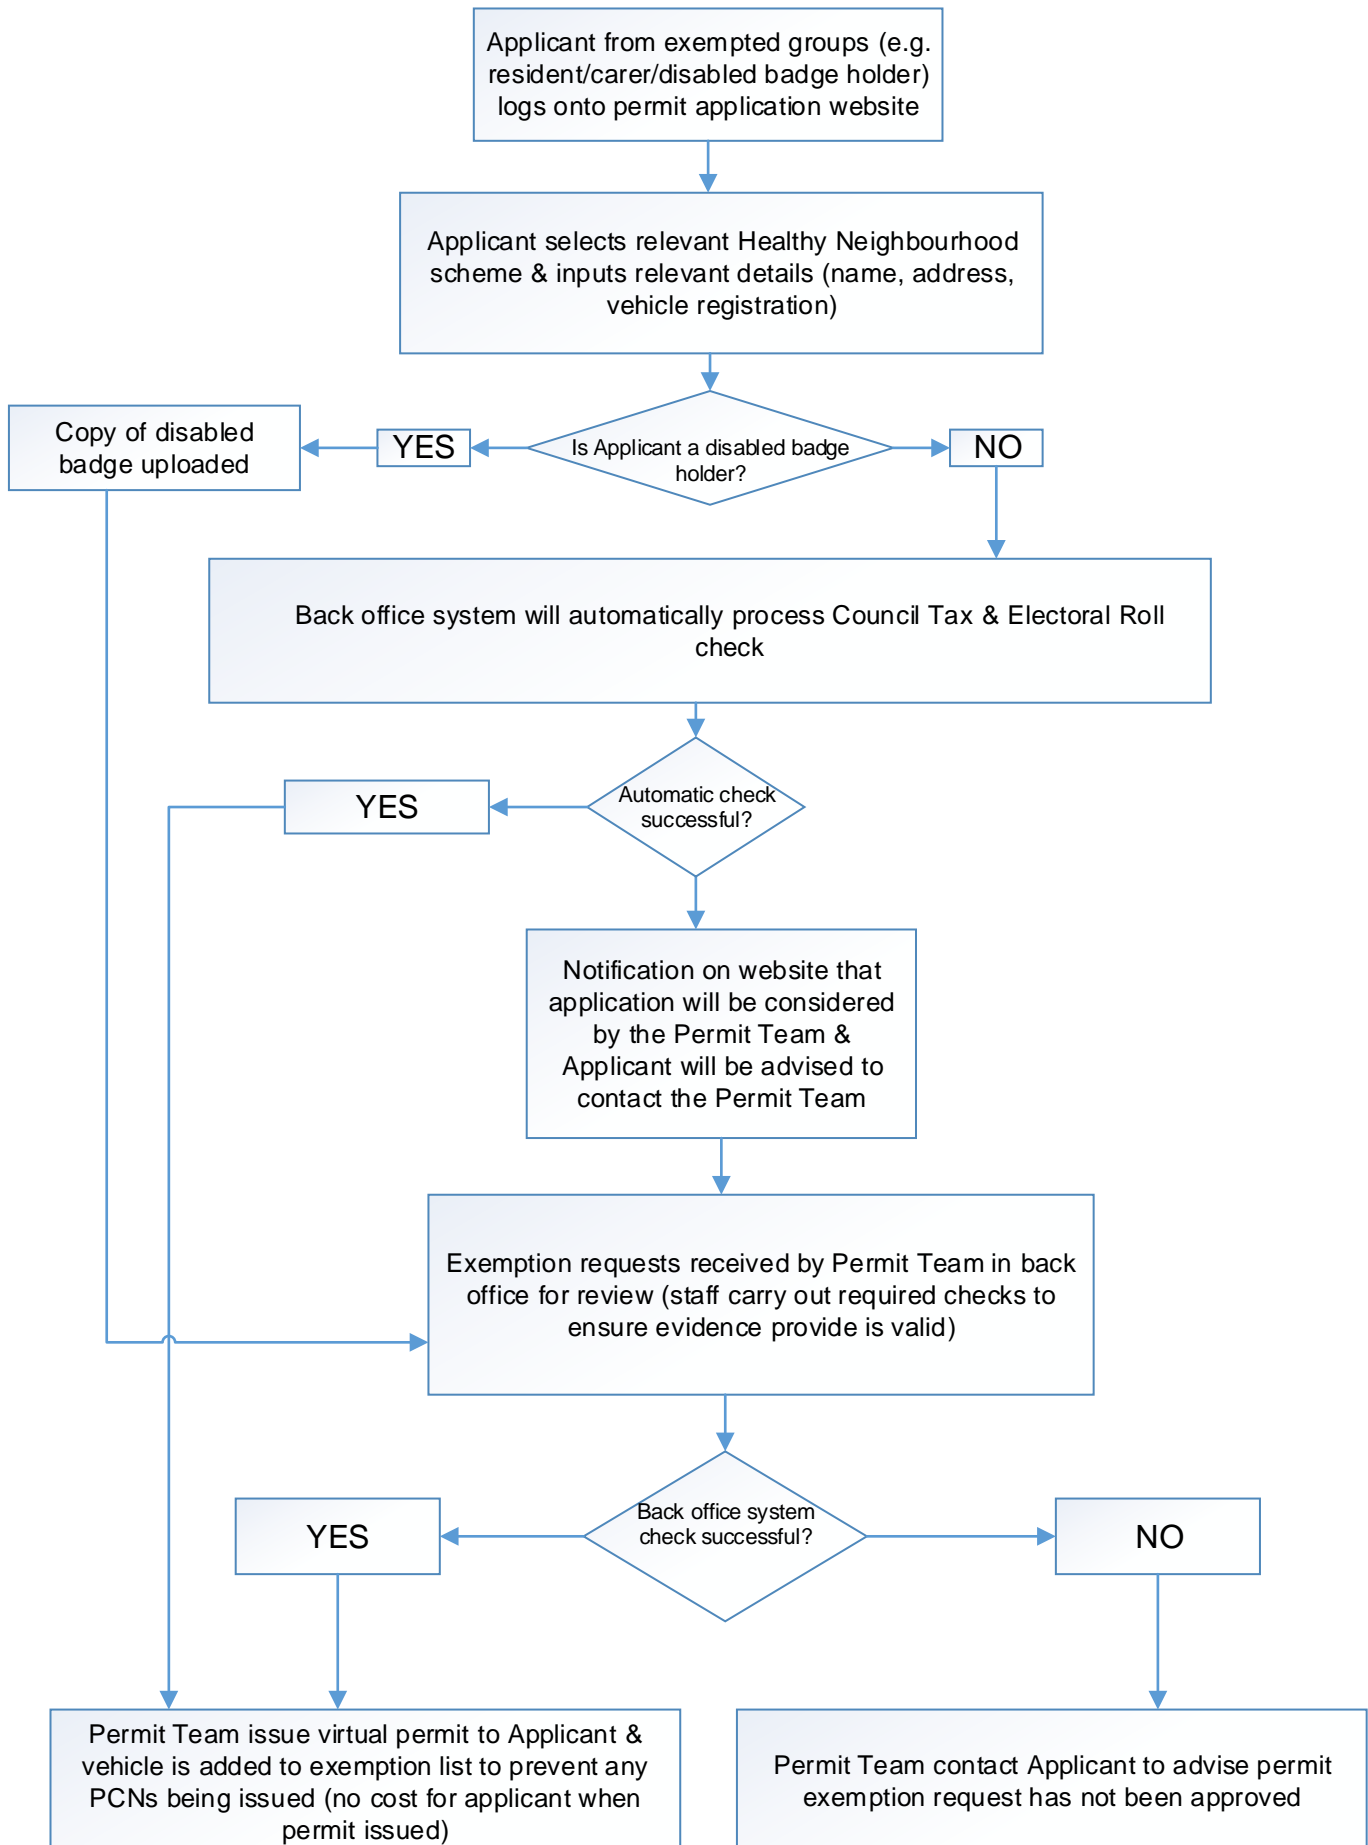 Applicant from exempted groups (e.g.
resident/carer/disabled badge holder)
logs onto permit application website
Applicant selects relevant Healthy Neighbourhood
scheme & inputs relevant details (name, address,
vehicle registration)
Copy of disabled
badge uploaded
YES
Is Applicant a disabled badge
holder?
NO
Back office system will automatically process Council Tax & Electoral Roll
check
YES
Automatic check
successful?
Notification on website that
application will be considered
by the Permit Team &
Applicant will be advised to
contact the Permit Team
Exemption requests received by Permit Team in back
office for review (staff carry out required checks to
ensure evidence provide is valid)
YES
Back office system
check successful?
NO
Permit Team issue virtual permit to Applicant &
vehicle is added to exemption list to prevent any
PCNs being issued (no cost for applicant when
permit issued)
Permit Team contact Applicant to advise permit
exemption request has not been approved